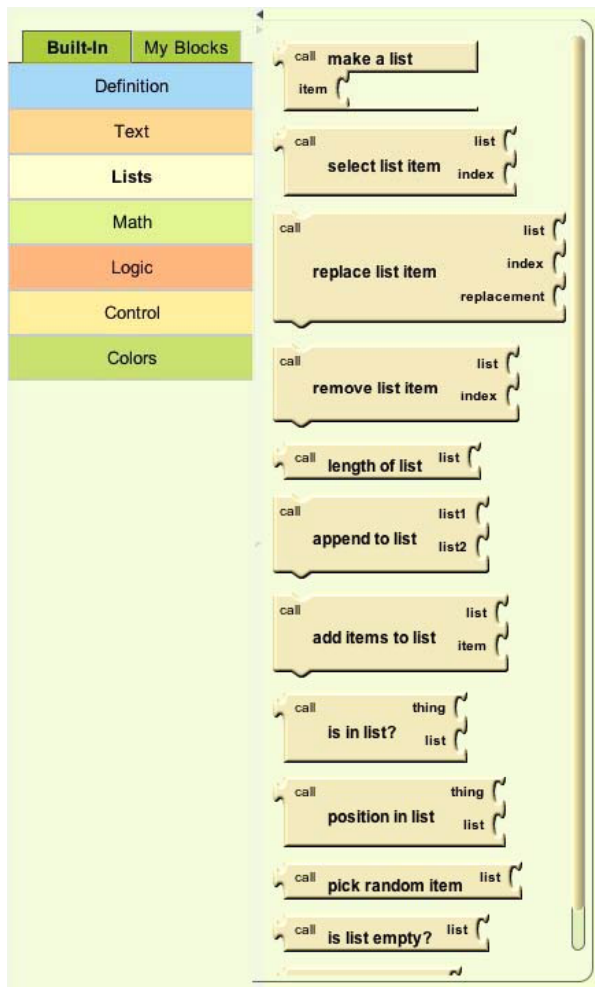 Built-In My Blocks
Definition
Text
Lists
Math
Logic
Control
Colors
call make a list
item
call list
select list item index
call list
replace list item index
replacement
call list
remove list item index
call length of list list
call list1
append to list list2
call list
add items to list item
call thing
is in list? list
call thing
position in list list
call pick random item list
call is list empty? list